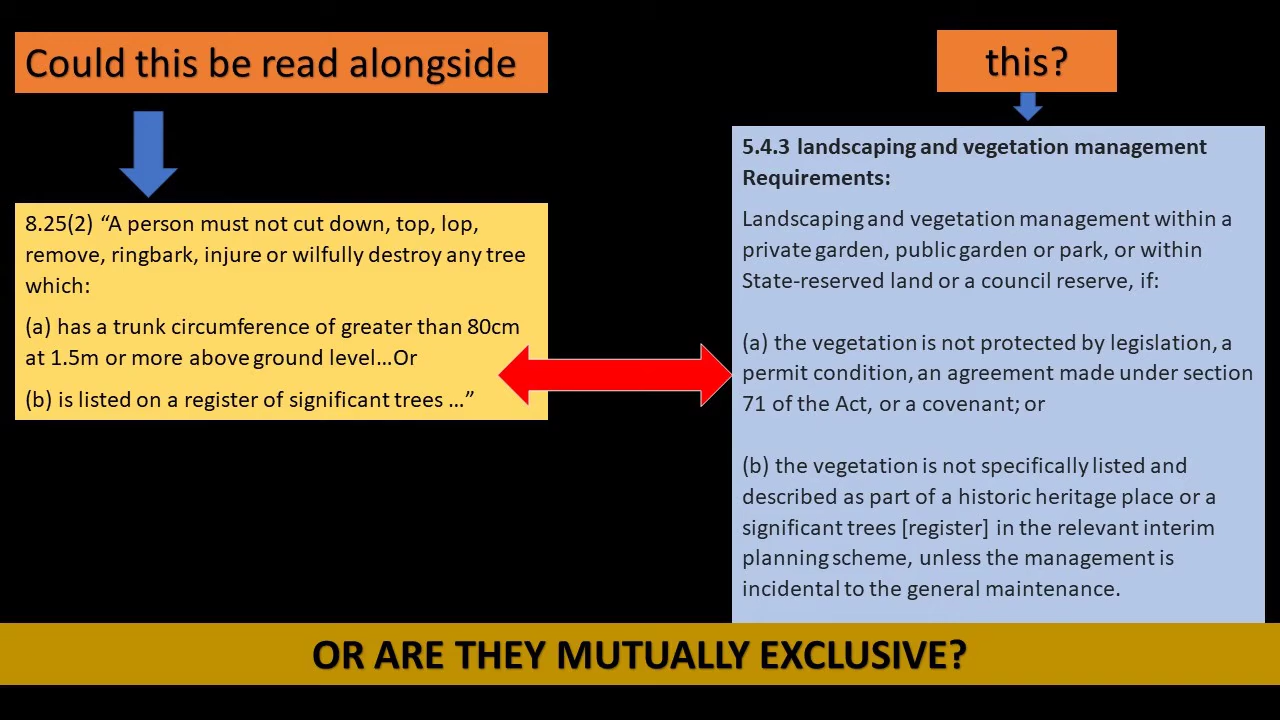 Could this be read alongside
this?
8.25(2) “A person must not cut down, top, lop,
remove, ringbark, injure or wilfully destroy any tree
which:
(a) has a trunk circumference of greater than 80cm
at 1.5m or more above ground level…Or
(b) is listed on a register of significant trees …”
5.4.3 landscaping and vegetation management
Requirements:
Landscaping and vegetation management within a
private garden, public garden or park, or within
State-reserved land or a council reserve, if:
(a) the vegetation is not protected by legislation, a
permit condition, an agreement made under section
71 of the Act, or a covenant; or
(b) the vegetation is not specifically listed and
described as part of a historic heritage place or a
significant trees [register] in the relevant interim
planning scheme, unless the management is
incidental to the general maintenance.
OR ARE THEY MUTUALLY EXCLUSIVE?